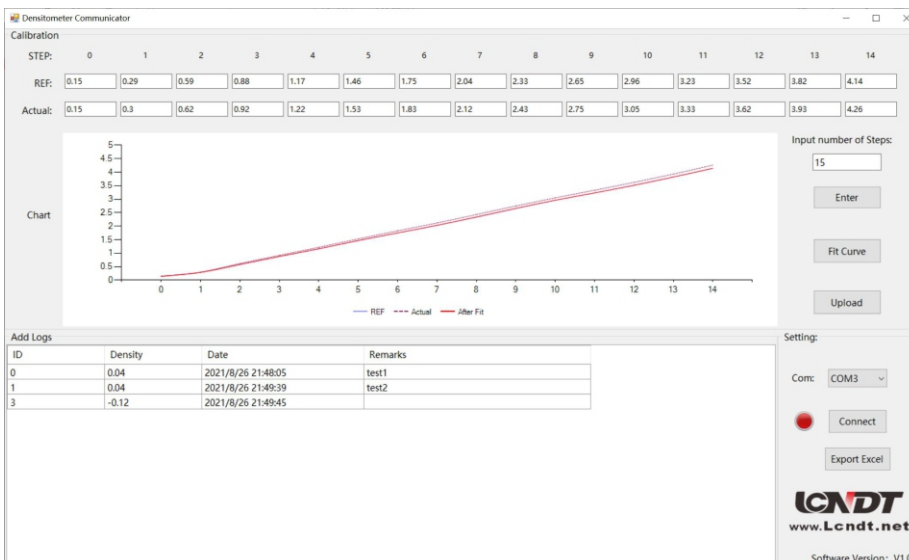 Densitometer Communicator
Calibration
STEP: 0 1 2 3 4 5 6 7 8 9 10 11 12 13 14
REF: 0.15 0.29 0.59 0.88 1.17 1.46 1.75 2.04 2.33 2.65 2.96 3.23 3.52 3.82 4.14
Actual: 0.15 0.3 0.62 0.92 1.22 1.53 1.83 2.12 2.43 2.75 3.05 3.33 3.62 3.93 4.26
Input number of Steps:
15
Enter
Fit Curve
Upload
Chart
5
4.5
4
3.5
3
2.5
2
1.5
1
0.5
0
0 1 2 3 4 5 6 7 8 9 10 11 12 13 14
REF Actual After Fit
Add Logs
ID Density Date Remarks
0 0.04 2021/8/26 21:48:05 test1
1 0.04 2021/8/26 21:49:39 test2
3 -0.12 2021/8/26 21:49:45
Setting:
Com: COM3
Connect
Export Excel
LCNDT
www.Lcndt.net
Software Version: V1.0